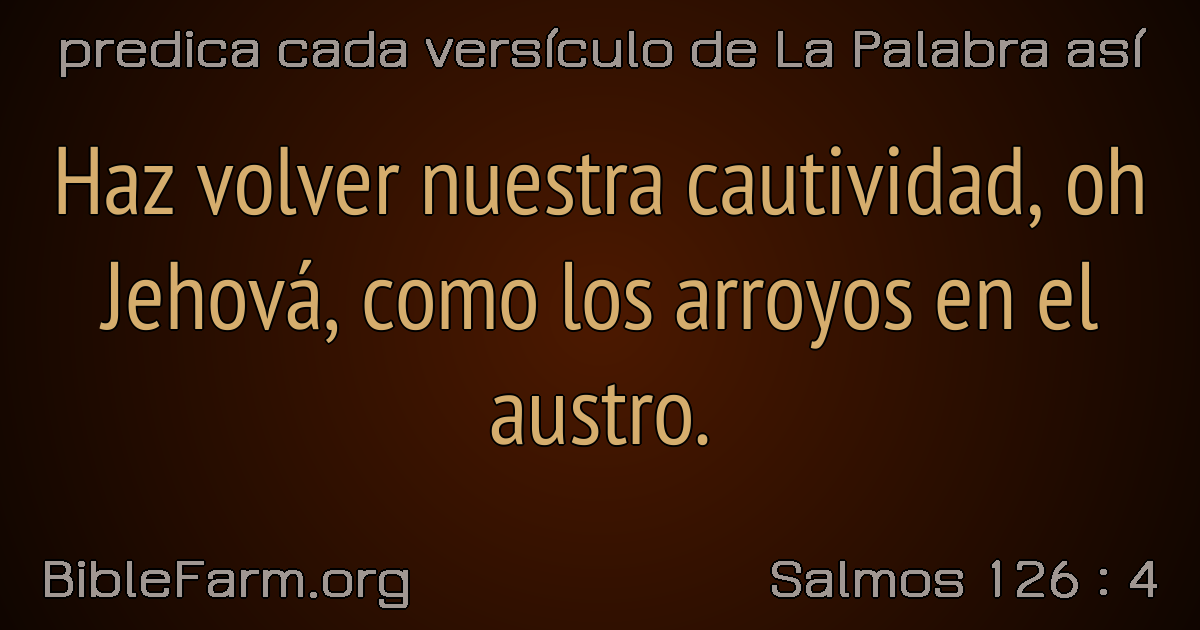 predica cada versículo de La Palabra así
Haz volver nuestra cautividad, oh
Jehová, como los arroyos en el
austro.
BibleFarm.org
Salmos 126 : 4